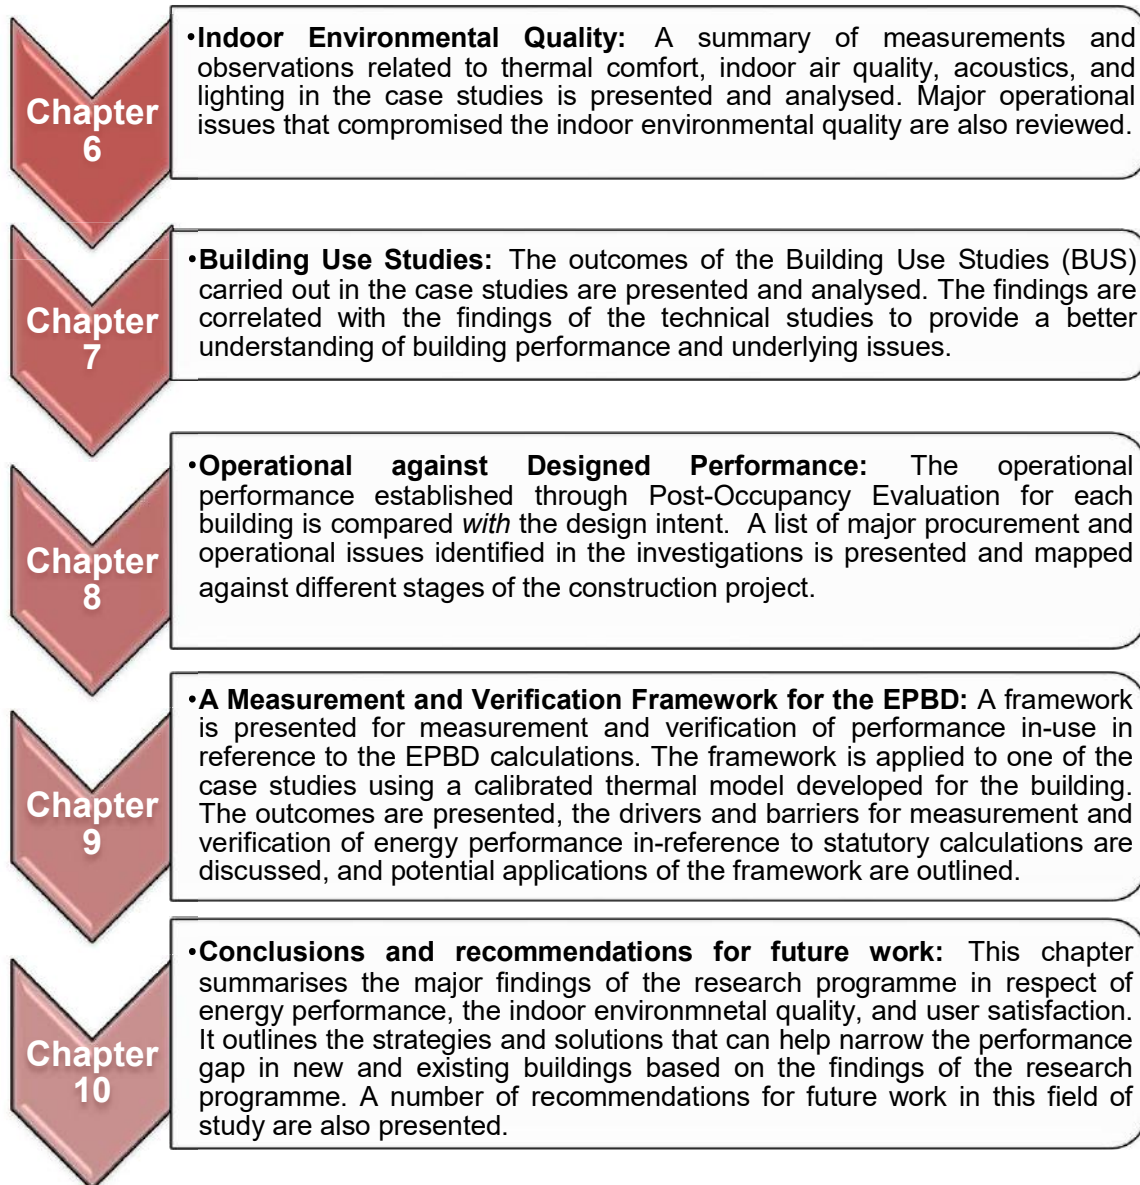 Chapter
6
•Indoor Environmental Quality: A summary of measurements and
observations related to thermal comfort, indoor air quality, acoustics, and
lighting in the case studies is presented and analysed. Major operational
issues that compromised the indoor environmental quality are also reviewed.
Chapter
7
•Building Use Studies: The outcomes of the Building Use Studies (BUS)
carried out in the case studies are presented and analysed. The findings are
correlated with the findings of the technical studies to provide a better
understanding of building performance and underlying issues.
Chapter
8
•Operational against Designed Performance: The operational
performance established through Post-Occupancy Evaluation for each
building is compared with the design intent. A list of major procurement and
operational issues identified in the investigations is presented and mapped
against different stages of the construction project.
Chapter
9
•A Measurement and Verification Framework for the EPBD: A framework
is presented for measurement and verification of performance in-use in
reference to the EPBD calculations. The framework is applied to one of the
case studies using a calibrated thermal model developed for the building.
The outcomes are presented, the drivers and barriers for measurement and
verification of energy performance in-reference to statutory calculations are
discussed, and potential applications of the framework are outlined.
Chapter
10
•Conclusions and recommendations for future work: This chapter
summarises the major findings of the research programme in respect of
energy performance, the indoor environmnetal quality, and user satisfaction.
It outlines the strategies and solutions that can help narrow the performance
gap in new and existing buildings based on the findings of the research
programme. A number of recommendations for future work in this field of
study are also presented.